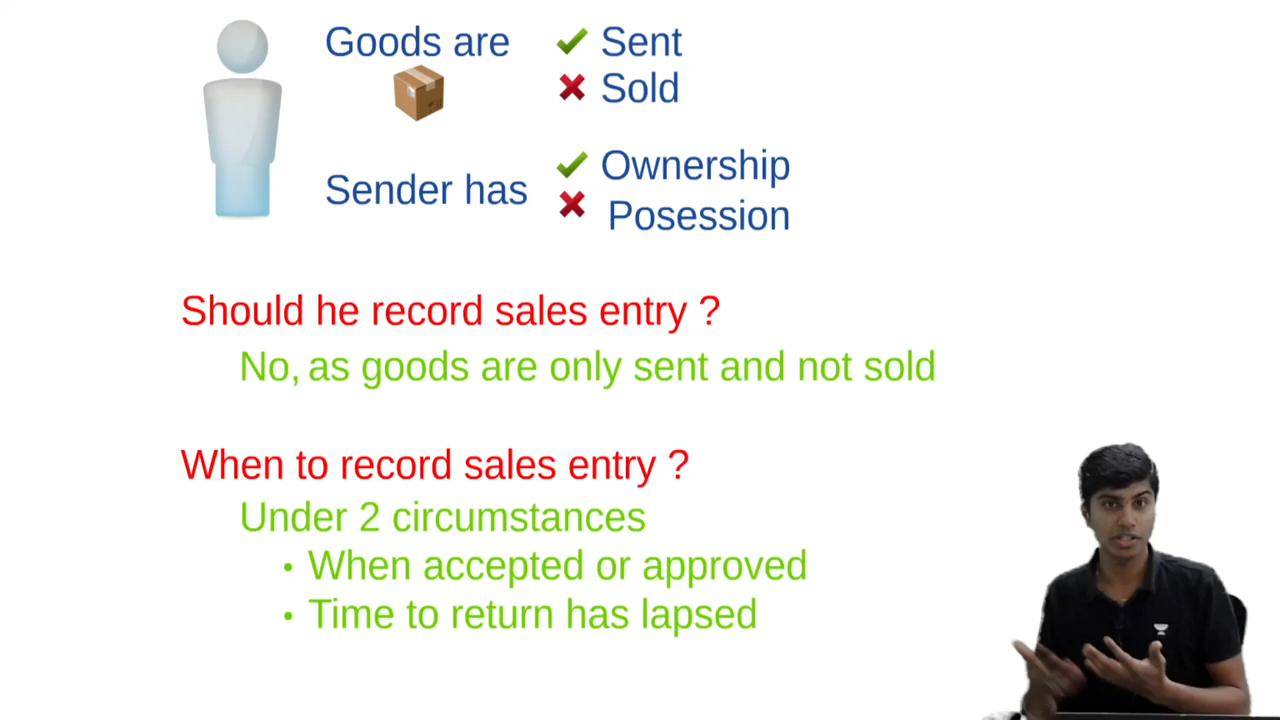 Goods are
Sent
Sold
Sender has
Ownership
Posession
Should he record sales entry ?
No, as goods are only sent and not sold
When to record sales entry ?
Under 2 circumstances
• When accepted or approved
• Time to return has lapsed